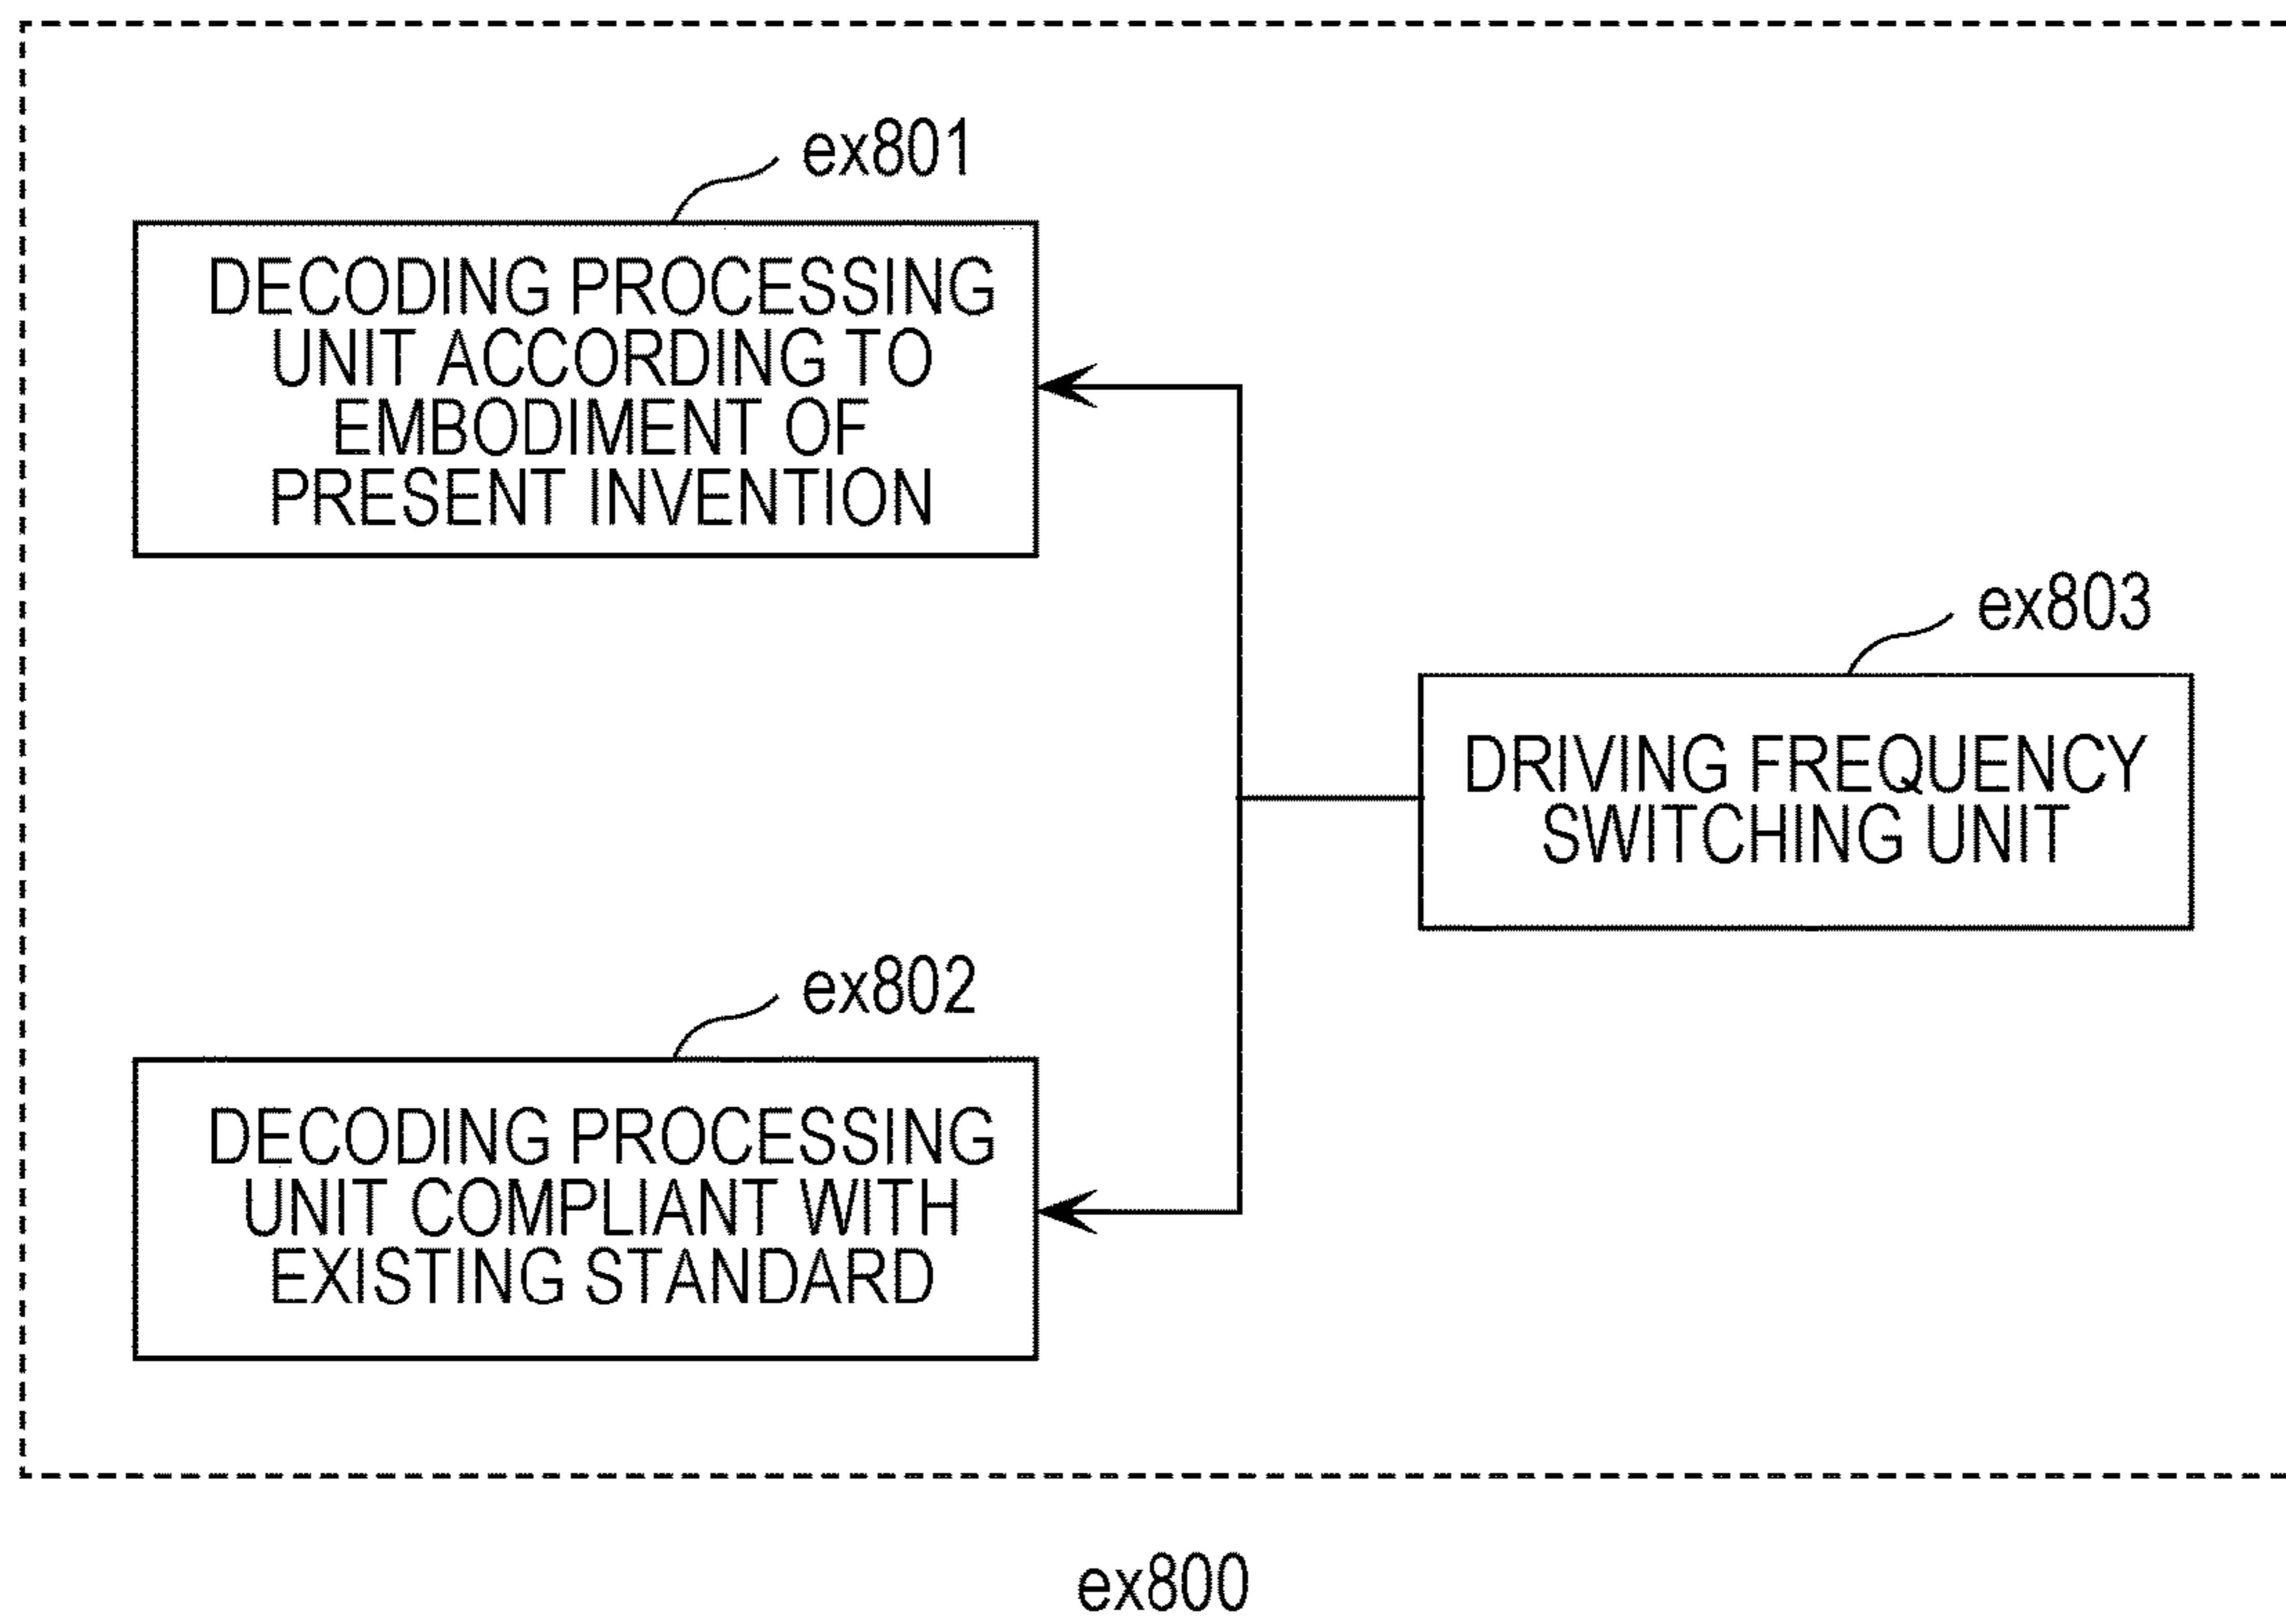 ex801
DECODING PROCESSING
UNIT ACCORDING TO
EMBODIMENT OF
PRESENT INVENTION
ex803
DRIVING FREQUENCY
SWITCHING UNIT
ex802
DECODING PROCESSING
UNIT COMPLIANT WITH
EXISTING STANDARD
ex800